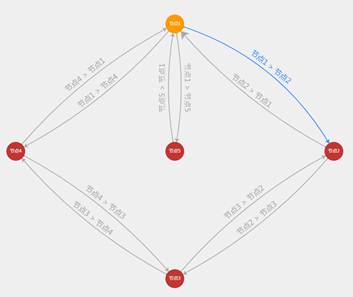 节点1
节点1 > 节点2
节点4 > 节点1
节点1 > 节点4
节点5 > 节点1
节点1 > 节点5
节点2 > 节点1
节点4
节点5
节点2
节点4 > 节点3
节点3 > 节点4
节点3 > 节点2
节点2 > 节点3
节点3